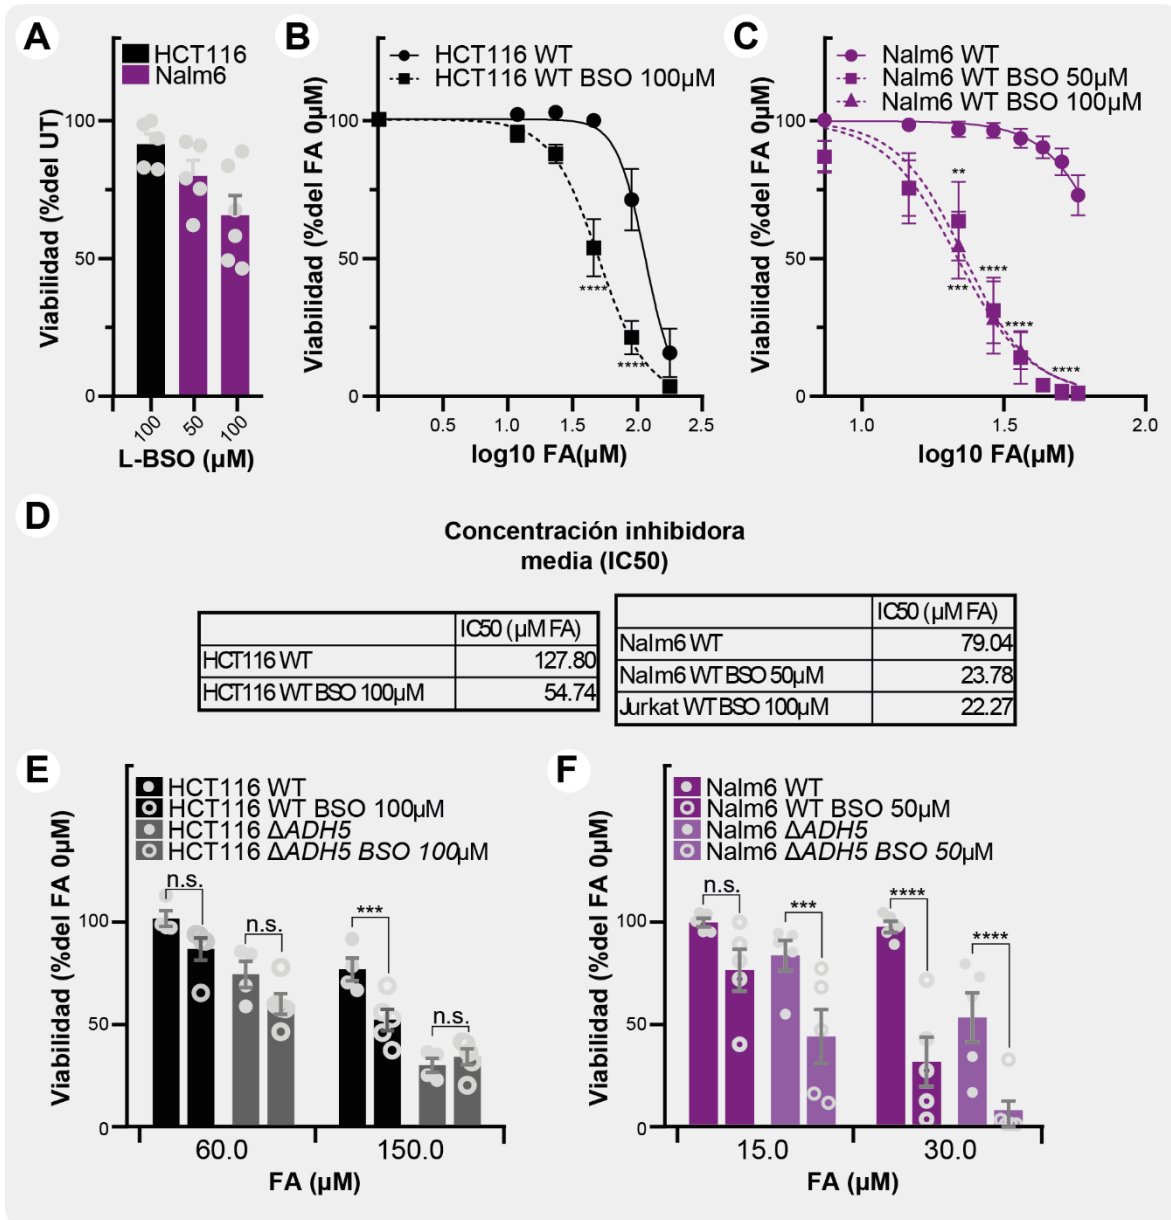 A
HCT116
Nalm6
Viabilidad (%del UT)
100
50
0
100
50
100
L-BSO (µM)
B
HCT116 WT
HCT116 WT BSO 100µM
Viabilidad (%del FA 0µM)
100
50
0
****
****
0.5
1.0
1.5
2.0
2.5
log10 FA(µM)
C
Nalm6 WT
Nalm6 WT BSO 50µM
Nalm6 WT BSO 100µM
Viabilidad (%del FA 0µM)
100
50
0
**
***
****
****
****
1.0
1.5
2.0
log10 FA(µM)
D
Concentración inhibidora
media (IC50)
IC50 (µM FA)
HCT116 WT 127.80
HCT116 WT BSO 100µM 54.74
IC50 (µM FA)
Nalm6 WT 79.04
Nalm6 WT BSO 50µM 23.78
Jurkat WT BSO 100µM 22.27
E
HCT116 WT
HCT116 WT BSO 100µM
HCT116 ΔADH5
HCT116 ΔADH5 BSO 100µM
Viabilidad (%del FA 0µM)
100
50
0
n.s.
n.s.
***
n.s.
60.0
150.0
FA (µM)
F
Nalm6 WT
Nalm6 WT BSO 50µM
Nalm6 ΔADH5
Nalm6 ΔADH5 BSO 50µM
Viabilidad (%del FA 0µM)
100
50
0
n.s.
***
****
****
15.0
30.0
FA (µM)